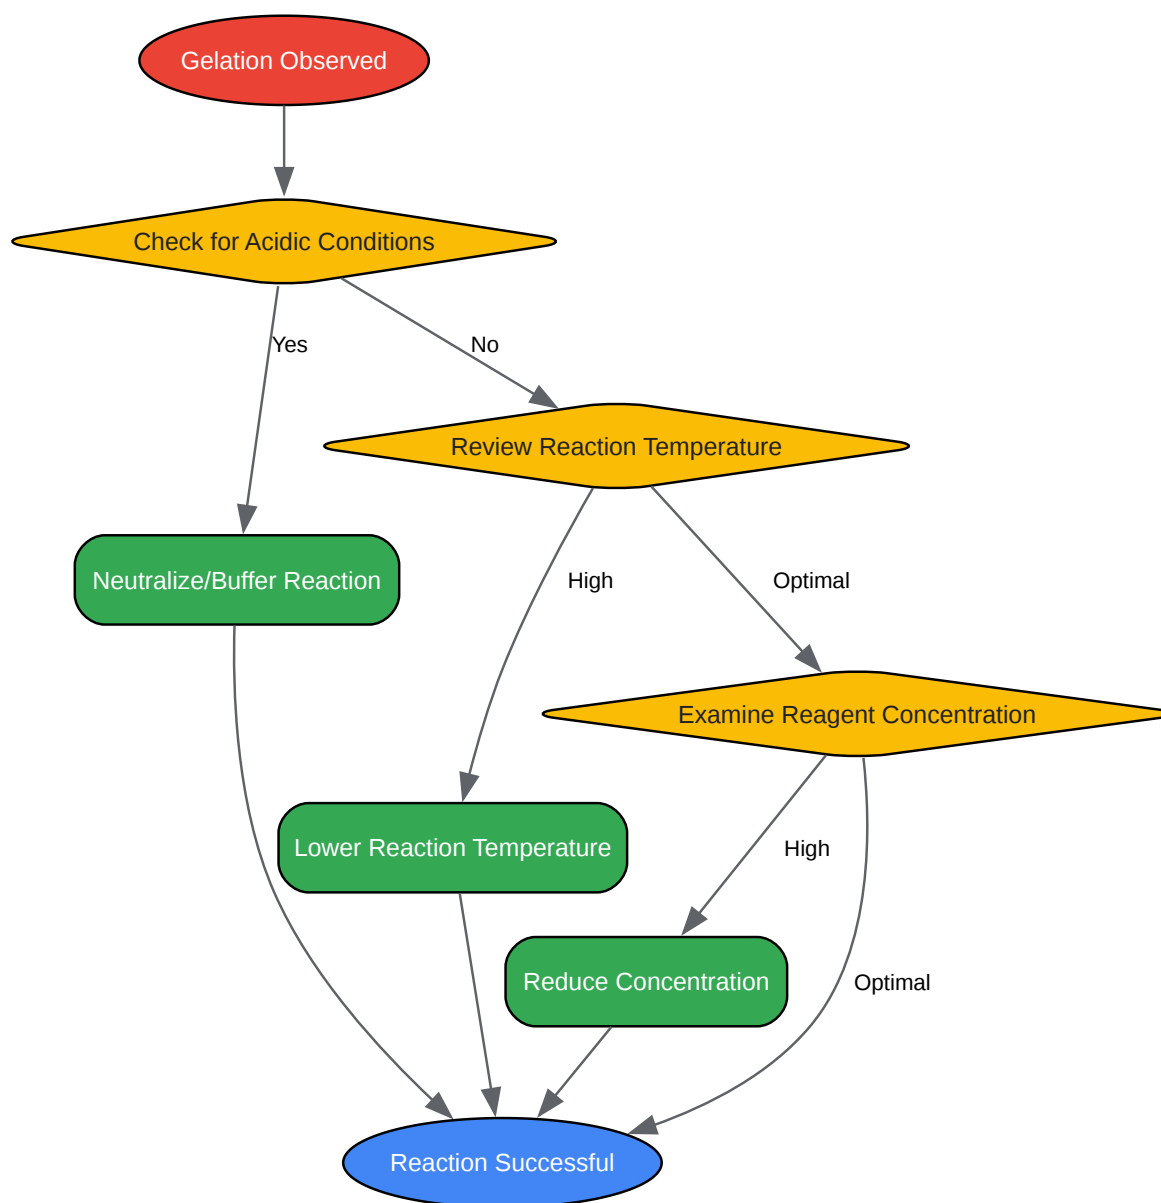 Gelation Observed
Check for Acidic Conditions
Yes
No
Review Reaction Temperature
Neutralize/Buffer Reaction
High
Optimal
Examine Reagent Concentration
Lower Reaction Temperature
High
Reduce Concentration
Optimal
Reaction Successful